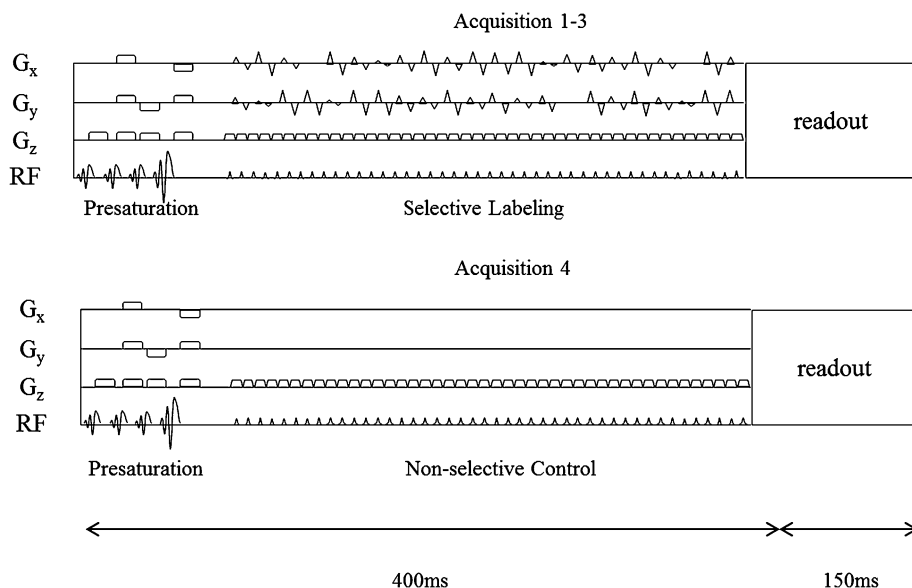 Acquisition 1-3
Gx
Gy
Gz
RF
readout
Presaturation
Selective Labeling
Acquisition 4
Gx
Gy
Gz
RF
readout
Presaturation
Non-selective Control
400ms
150ms